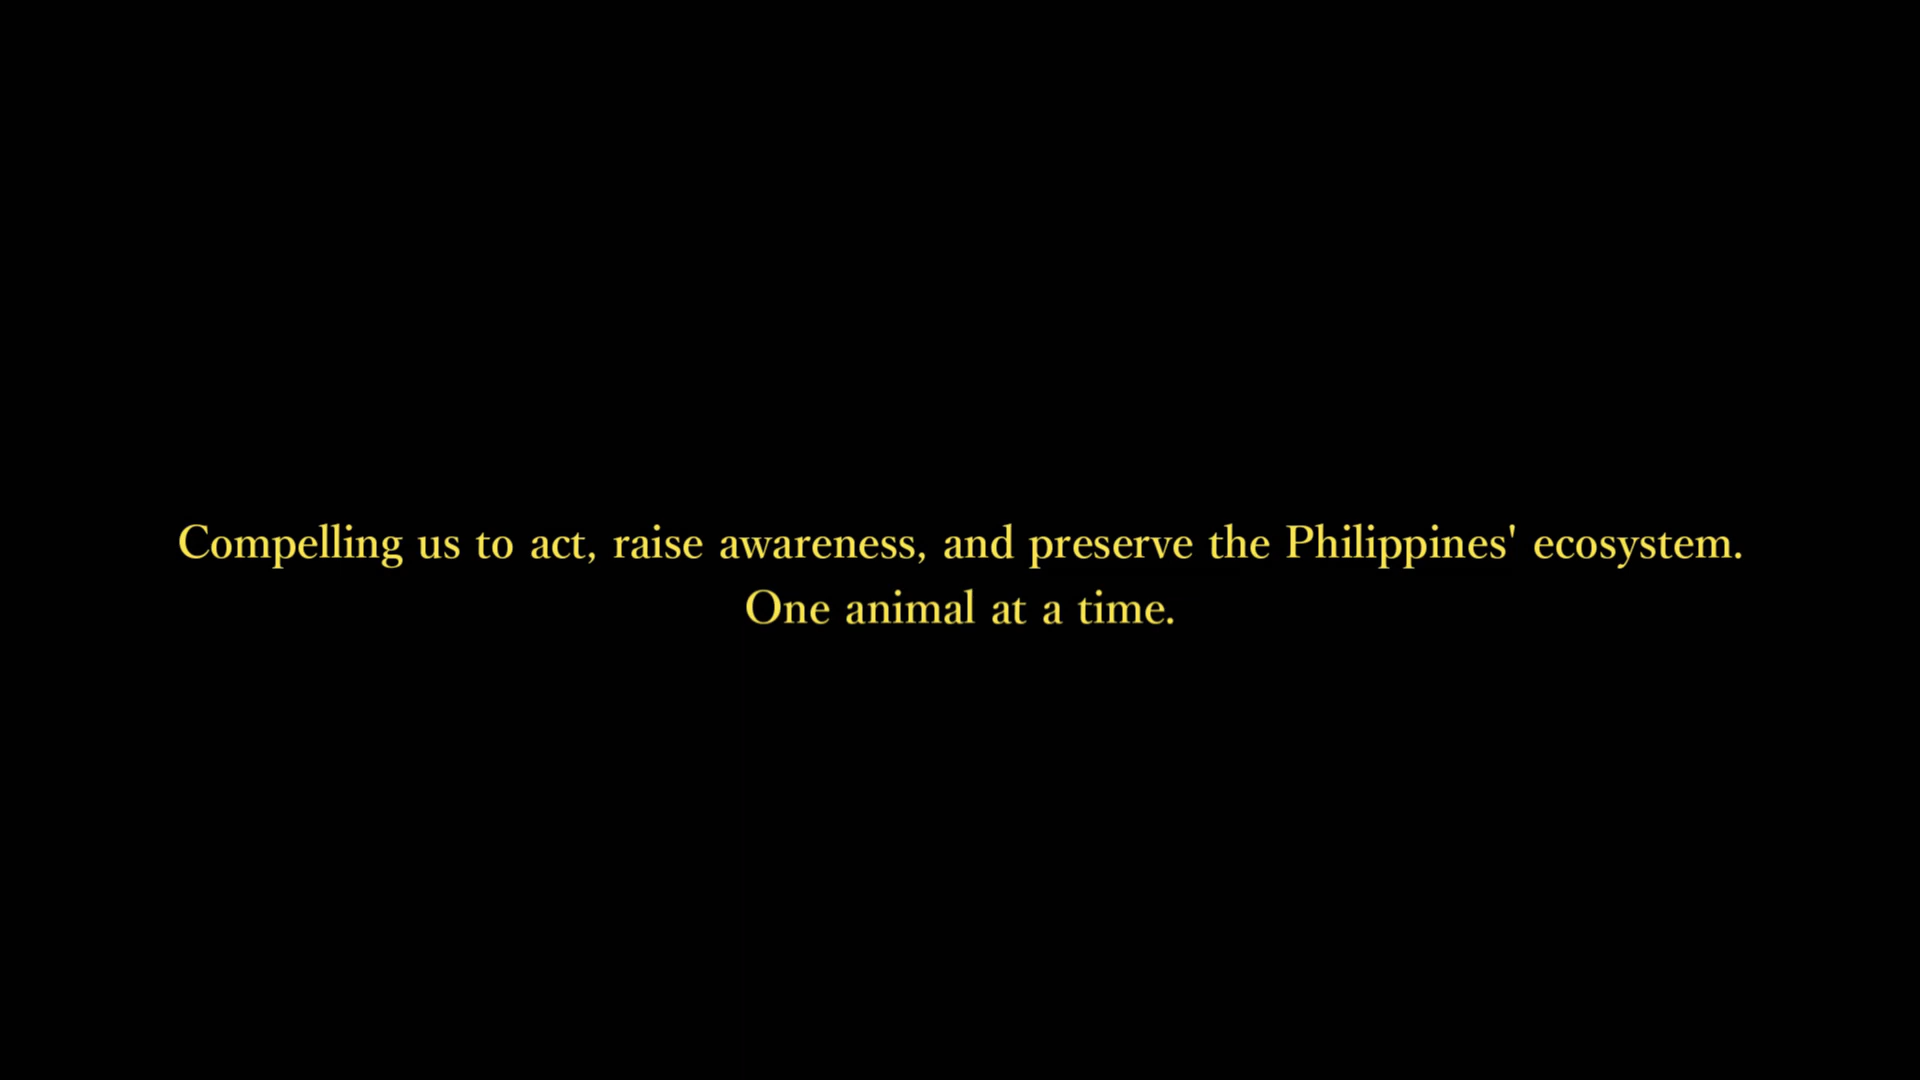 Compelling us to act, raise awareness, and preserve the Philippines' ecosystem.
One animal at a time.